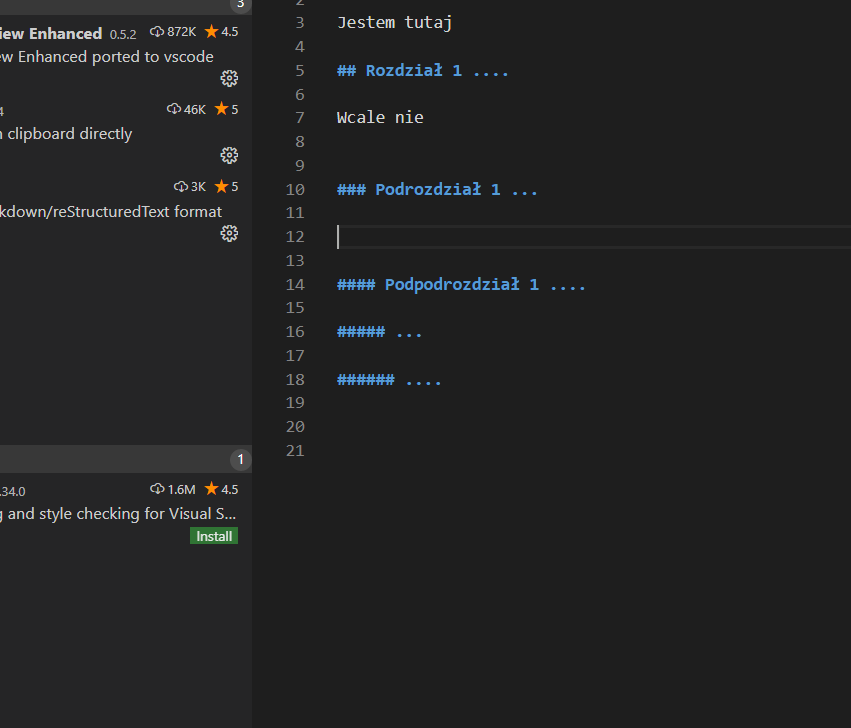 3
iew Enhanced 0.5.2 872K 4.5
ew Enhanced ported to vscode
4 46K 5
n clipboard directly
3K 5
kdown/reStructuredText format
1
.34.0 1.6M 4.5
g and style checking for Visual S...
Install
2
3 Jestem tutaj
4
5 ## Rozdział 1 ....
6
7 Wcale nie
8
9
10 ### Podrozdział 1 ...
11
12
13
14 #### Podpodrozdział 1 ....
15
16 ##### ...
17
18 ###### ....
19
20
21